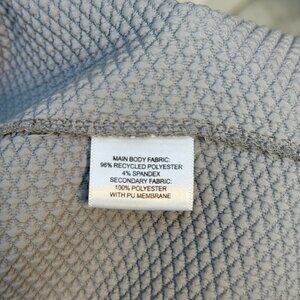 MAIN BODY FABRIC:
96% RECYCLED POLYESTER
4% SPANDEX
SECONDARY FABRIC:
100% POLYESTER
WITH PU MEMBRANE